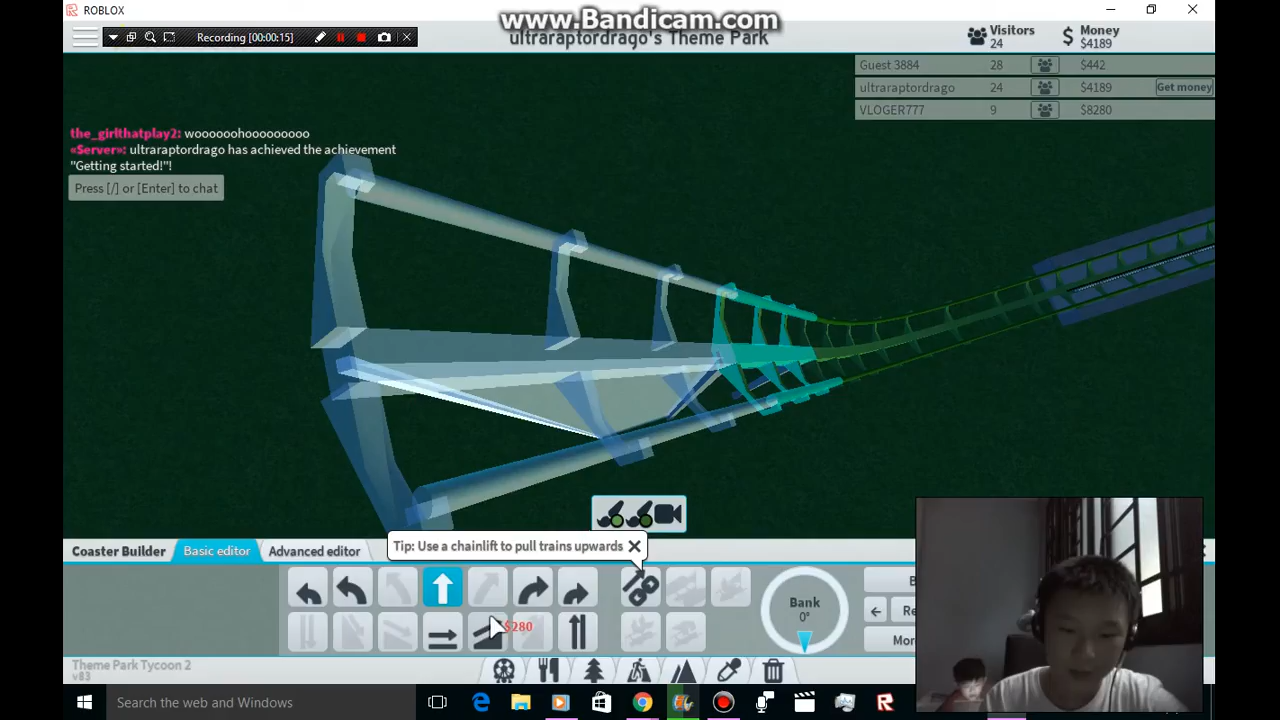 ROBLOX
www.Bandicam.com
Recording [00:00:15]
ultraraptordrago's Theme Park
Visitors
24
Money
$4189
Guest 3884 28 $442
ultraraptordrago 24 $4189 Get money
VLOGER777 9 $8280
the_girlthatplay2: woooooohooooooooo
«Server»: ultraraptordrago has achieved the achievement
"Getting started!"!
Press [/] or [Enter] to chat
Coaster Builder
Basic editor
Advanced editor
Tip: Use a chainlift to pull trains upwards
$280
Bank
0°
B
Re
Mor
Theme Park Tycoon 2
v83
Search the web and Windows